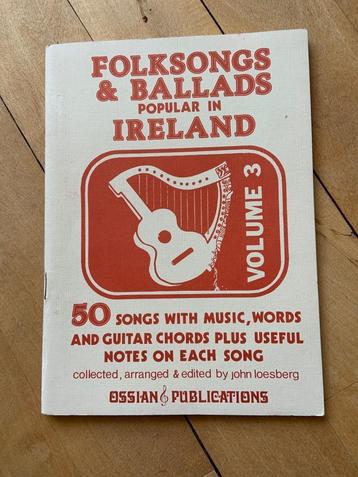 FOLKSONGS
& BALLADS
POPULAR IN
IRELAND
VOLUME 3
50 SONGS WITH MUSIC, WORDS
AND GUITAR CHORDS PLUS USEFUL
NOTES ON EACH SONG
collected, arranged & edited by john loesberg
OSSIAN PUBLICATIONS